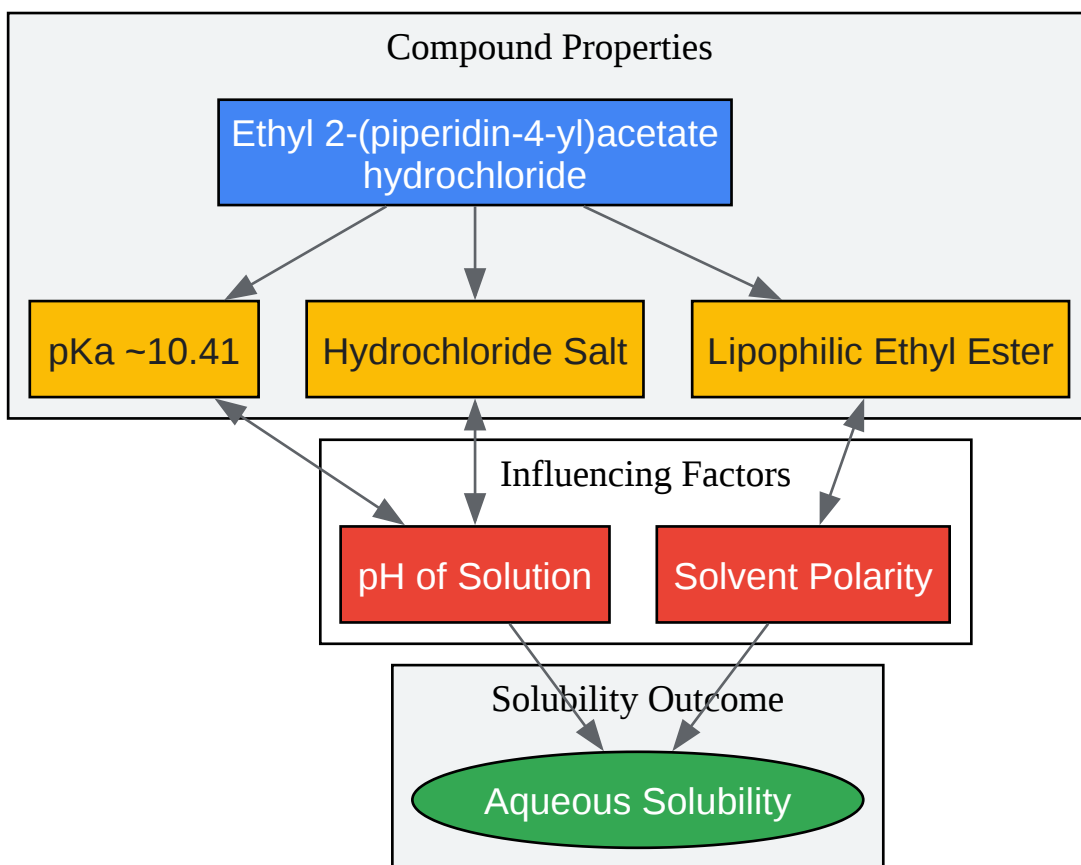 Compound Properties
Ethyl 2-(piperidin-4-yl)acetate
hydrochloride
pKa ~10.41
Hydrochloride Salt
Lipophilic Ethyl Ester
Influencing Factors
pH of Solution
Solvent Polarity
Solubility Outcome
Aqueous Solubility